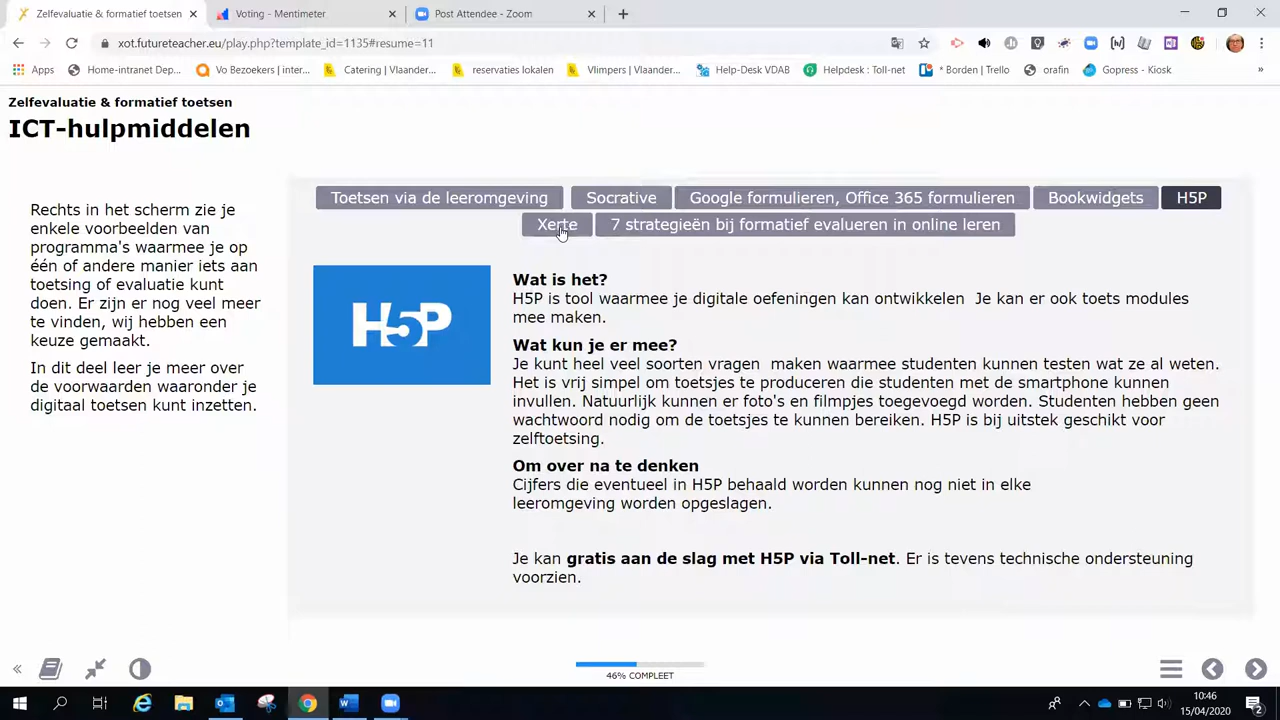 Zelfevaluatie & formatief toetsen
Voting - Mentimeter
Post Attendee - Zoom
xot.futureteacher.eu/play.php?template_id=1135#resume=11
Apps
Home-intranet Dep...
Vo Bezoekers | inter...
Catering | Vlaander...
reservaties lokalen
Vlimpers | Vlaander...
Help-Desk VDAB
Helpdesk : Toll-net
* Borden | Trello
orafin
Gopress - Kiosk
Zelfevaluatie & formatief toetsen
ICT-hulpmiddelen
Rechts in het scherm zie je
enkele voorbeelden van
programma's waarmee je op
één of andere manier iets aan
toetsing of evaluatie kunt
doen. Er zijn er nog veel meer
te vinden, wij hebben een
keuze gemaakt.
In dit deel leer je meer over
de voorwaarden waaronder je
digitaal toetsen kunt inzetten.
Toetsen via de leeromgeving
Socrative
Google formulieren, Office 365 formulieren
Bookwidgets
H5P
Xerte
7 strategieën bij formatief evalueren in online leren
H5P
Wat is het?
H5P is tool waarmee je digitale oefeningen kan ontwikkelen  Je kan er ook toets modules
mee maken.
Wat kun je er mee?
Je kunt heel veel soorten vragen  maken waarmee studenten kunnen testen wat ze al weten.
Het is vrij simpel om toetsjes te produceren die studenten met de smartphone kunnen
invullen. Natuurlijk kunnen er foto's en filmpjes toegevoegd worden. Studenten hebben geen
wachtwoord nodig om de toetsjes te kunnen bereiken. H5P is bij uitstek geschikt voor
zelftoetsing.
Om over na te denken
Cijfers die eventueel in H5P behaald worden kunnen nog niet in elke
leeromgeving worden opgeslagen.
Je kan gratis aan de slag met H5P via Toll-net. Er is tevens technische ondersteuning
voorzien.
46% COMPLEET
10:46
15/04/2020
2